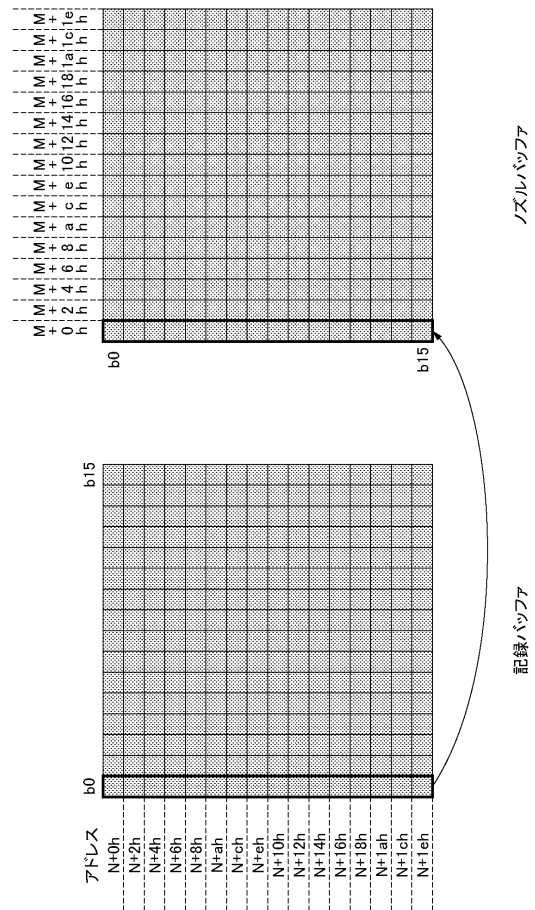 M+0h
M+2h
M+4h
M+6h
M+8h
M+ah
M+ch
M+eh
M+10h
M+12h
M+14h
M+16h
M+18h
M+1ah
M+1ch
M+1eh
b0
b15
ノズルバッファ
b0
b15
アドレス
N+0h
N+2h
N+4h
N+6h
N+8h
N+ah
N+ch
N+eh
N+10h
N+12h
N+14h
N+16h
N+18h
N+1ah
N+1ch
N+1eh
記録バッファ